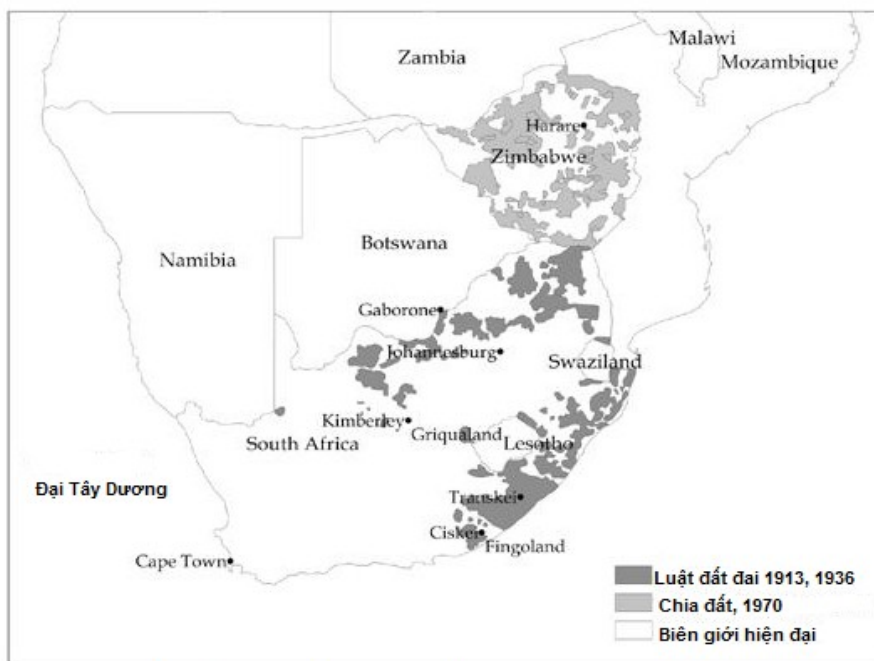 Malawi
Zambia
Mozambique
Harare
Zimbabwe
Botswana
Namibia
Gaborone
Johannesburg
Swaziland
Kimberley
Griqualand
South Africa
Lesotho
Đại Tây Dương
Transkei
Ciskei
Fingoland
Cape Town
Luật đất đai 1913, 1936
Chia đất, 1970
Biên giới hiện đại